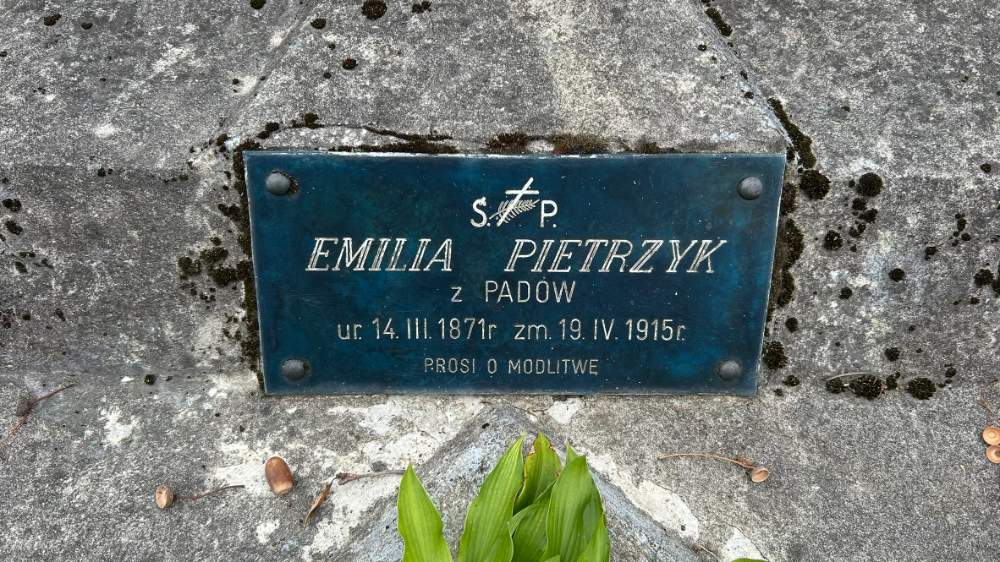 Ś. P.
EMILIA PIETRZYK
z PADÓW
ur. 14. III. 1871r zm. 19. IV. 1915r.
PROSI O MODLITWĘ